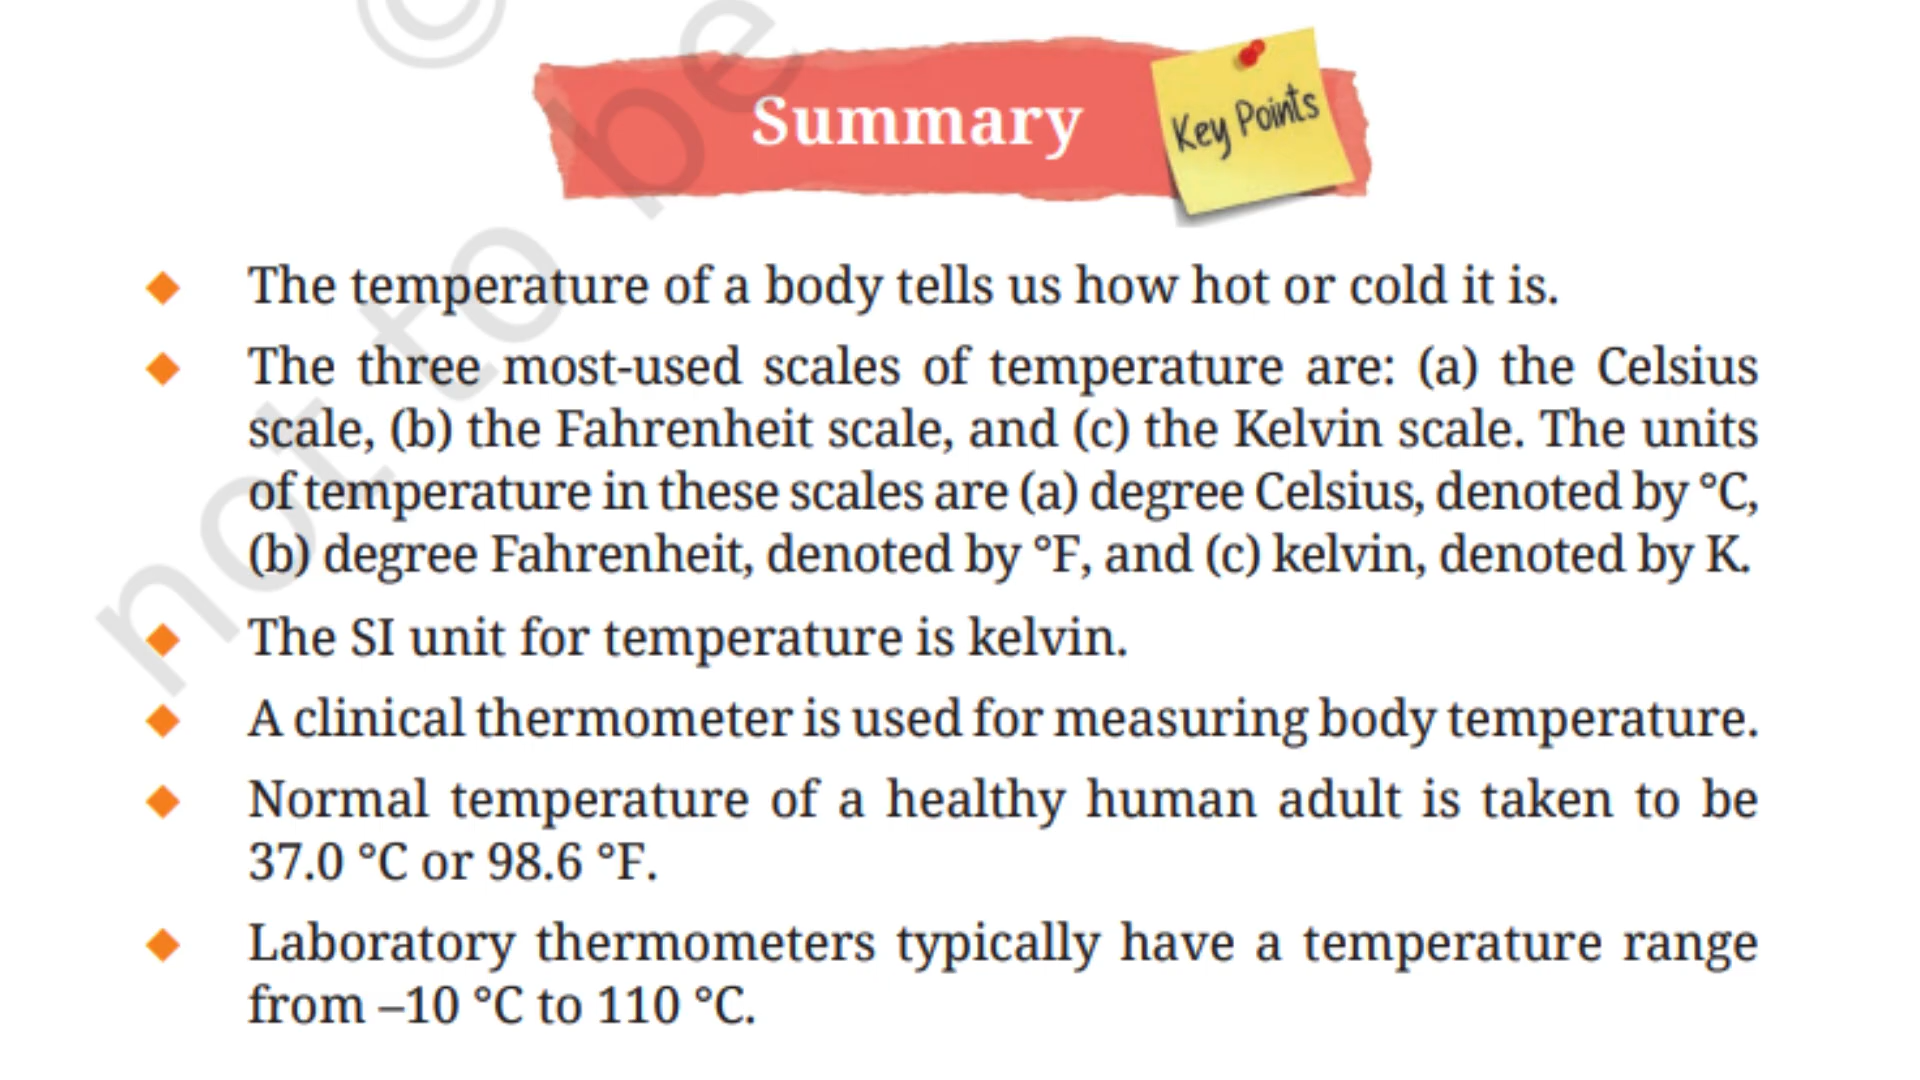 ©
not to be
Summary
Key Points
The temperature of a body tells us how hot or cold it is.
The three most-used scales of temperature are: (a) the Celsius
scale, (b) the Fahrenheit scale, and (c) the Kelvin scale. The units
of temperature in these scales are (a) degree Celsius, denoted by °C,
(b) degree Fahrenheit, denoted by °F, and (c) kelvin, denoted by K.
The SI unit for temperature is kelvin.
A clinical thermometer is used for measuring body temperature.
Normal temperature of a healthy human adult is taken to be
37.0 °C or 98.6 °F.
Laboratory thermometers typically have a temperature range
from –10 °C to 110 °C.